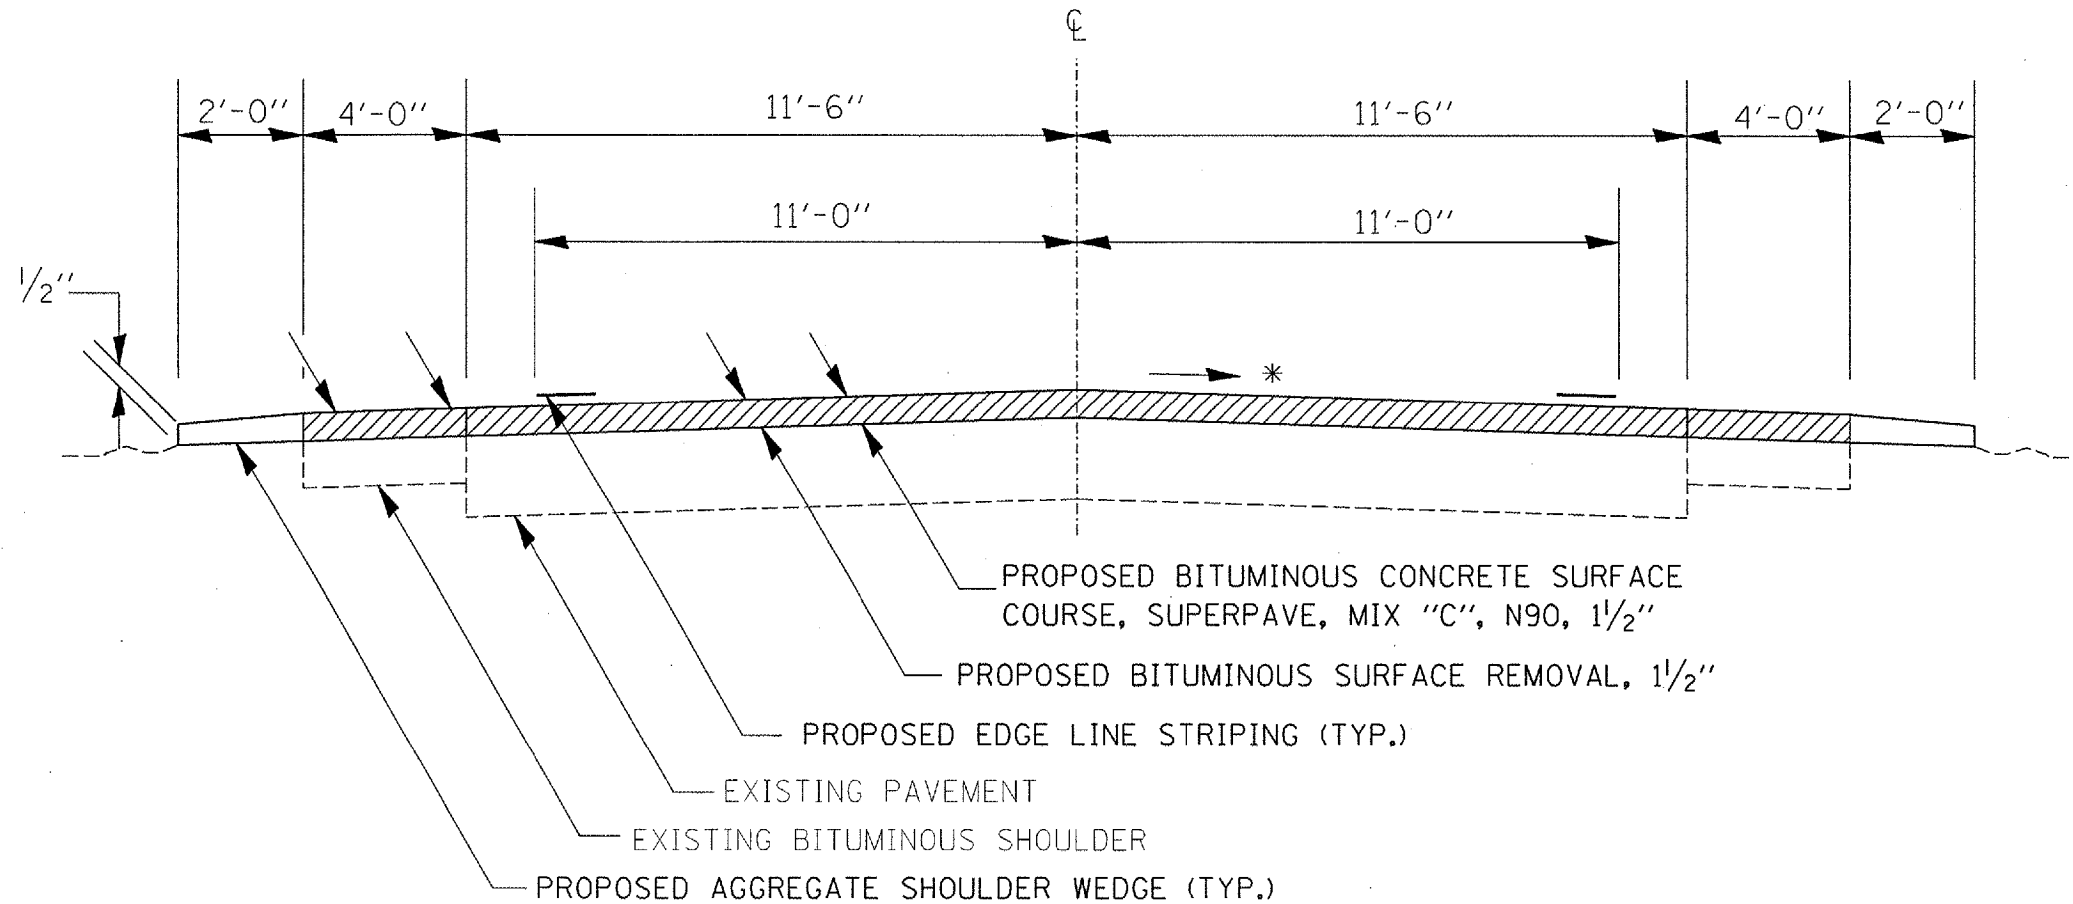 ℄
2'-0" 4'-0" 11'-6" 11'-6" 4'-0" 2'-0"
11'-0" 11'-0"
1/2"
*
PROPOSED BITUMINOUS CONCRETE SURFACE
COURSE, SUPERPAVE, MIX "C", N90, 1 1/2"
PROPOSED BITUMINOUS SURFACE REMOVAL, 1 1/2"
PROPOSED EDGE LINE STRIPING (TYP.)
EXISTING PAVEMENT
EXISTING BITUMINOUS SHOULDER
PROPOSED AGGREGATE SHOULDER WEDGE (TYP.)